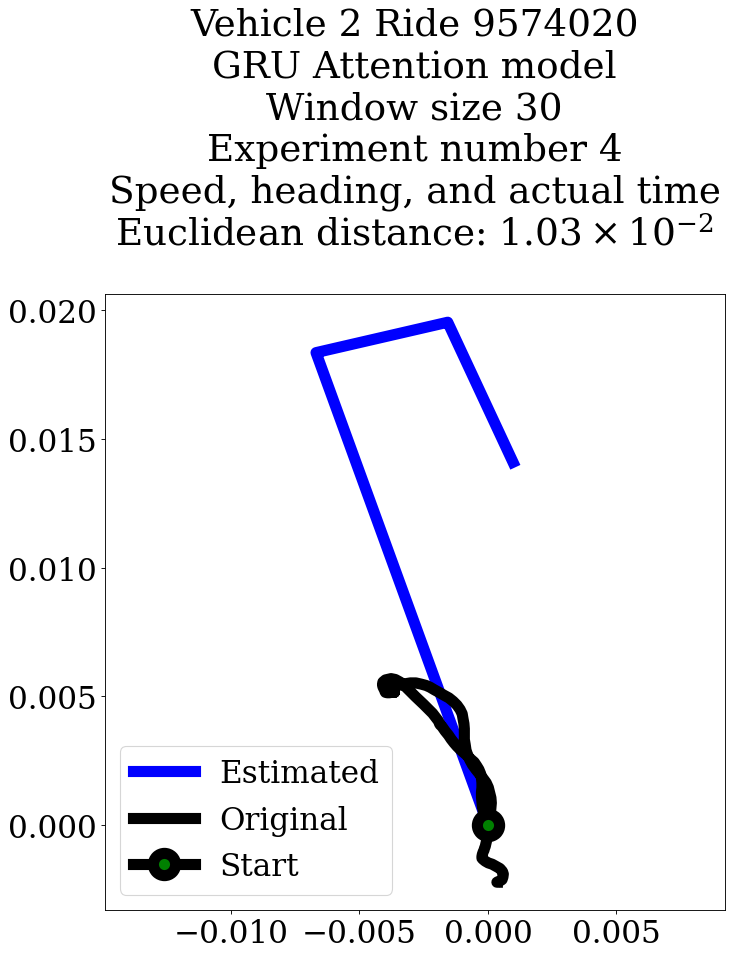 Vehicle 2 Ride 9574020
GRU Attention model
Window size 30
Experiment number 4
Speed, heading, and actual time
Euclidean distance: 1.03 × 10⁻²
0.020
0.015
0.010
0.005
0.000
Estimated
Original
Start
−0.010 −0.005 0.000 0.005